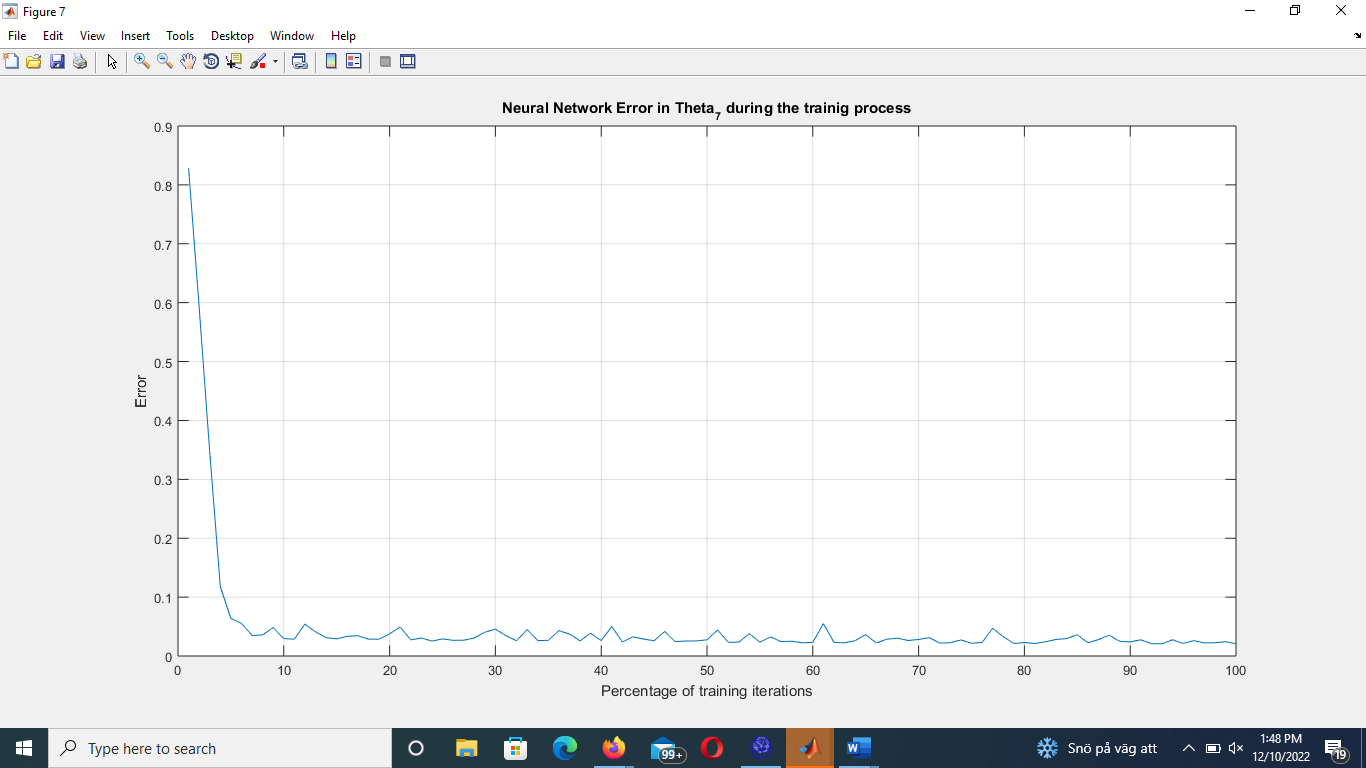 Figure 7
File Edit View Insert Tools Desktop Window Help
Neural Network Error in Theta7 during the trainig process
0.9
0.8
0.7
0.6
0.5
0.4
0.3
0.2
0.1
0
Error
0 10 20 30 40 50 60 70 80 90 100
Percentage of training iterations
Type here to search
99+
W
Snö på väg att
1:48 PM
12/10/2022
19